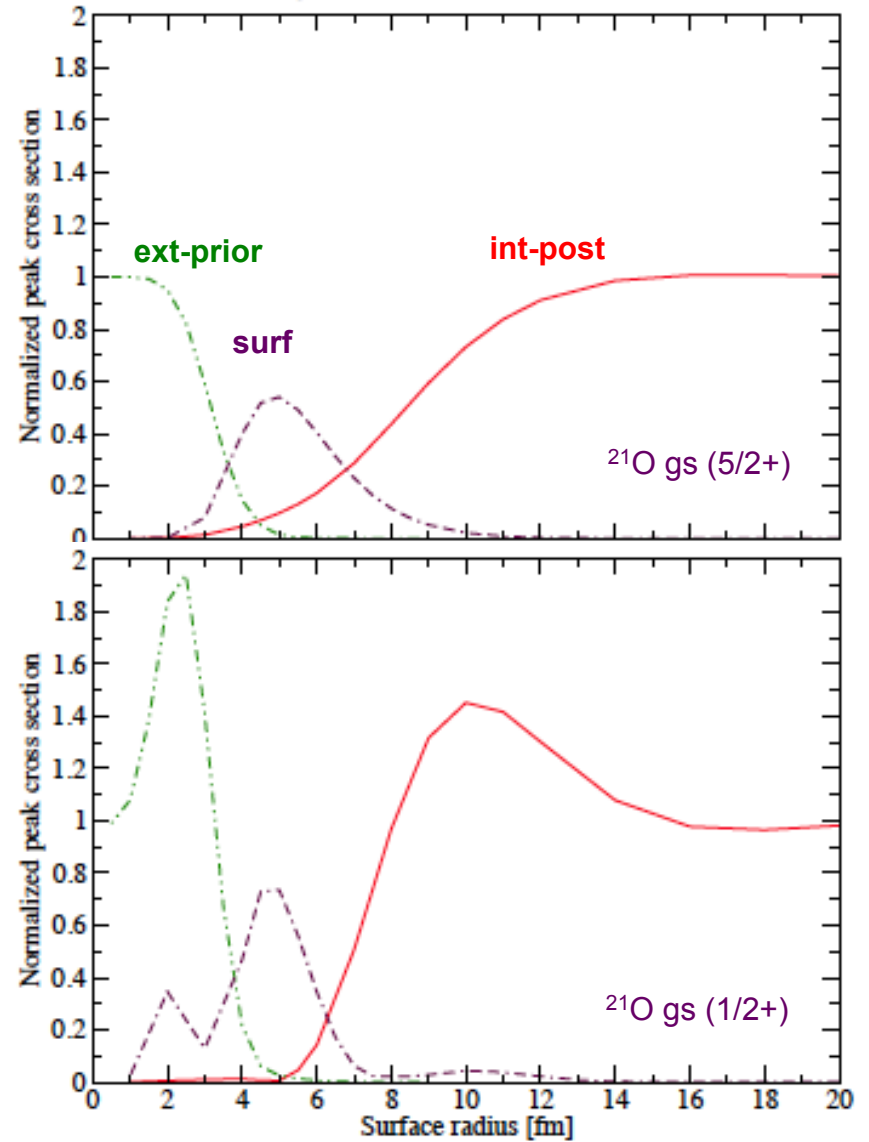 2
1.8
1.6
1.4
1.2
1
0.8
0.6
0.4
0.2
0
Normalized peak cross section
ext-prior
int-post
surf
²¹O gs (5/2+)
2
1.8
1.6
1.4
1.2
1
0.8
0.6
0.4
0.2
0
Normalized peak cross section
²¹O gs (1/2+)
0 2 4 6 8 10 12 14 16 18 20
Surface radius [fm]